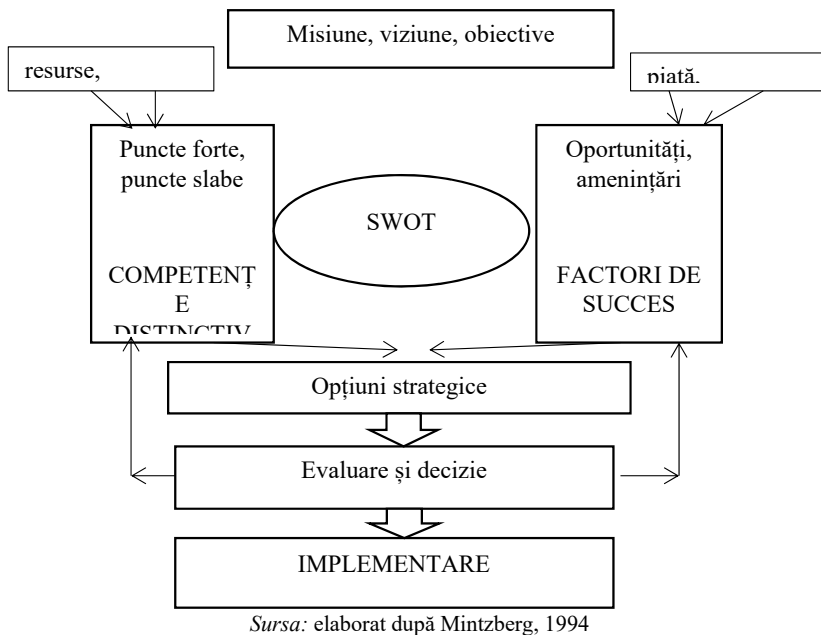 Misiune, viziune, obiective
resurse,
piață,
Puncte forte,
puncte slabe
COMPETENȚ
E
DISTINCTIV
SWOT
Oportunități,
amenințări
FACTORI DE
SUCCES
Opțiuni strategice
Evaluare și decizie
IMPLEMENTARE
Sursa: elaborat după Mintzberg, 1994